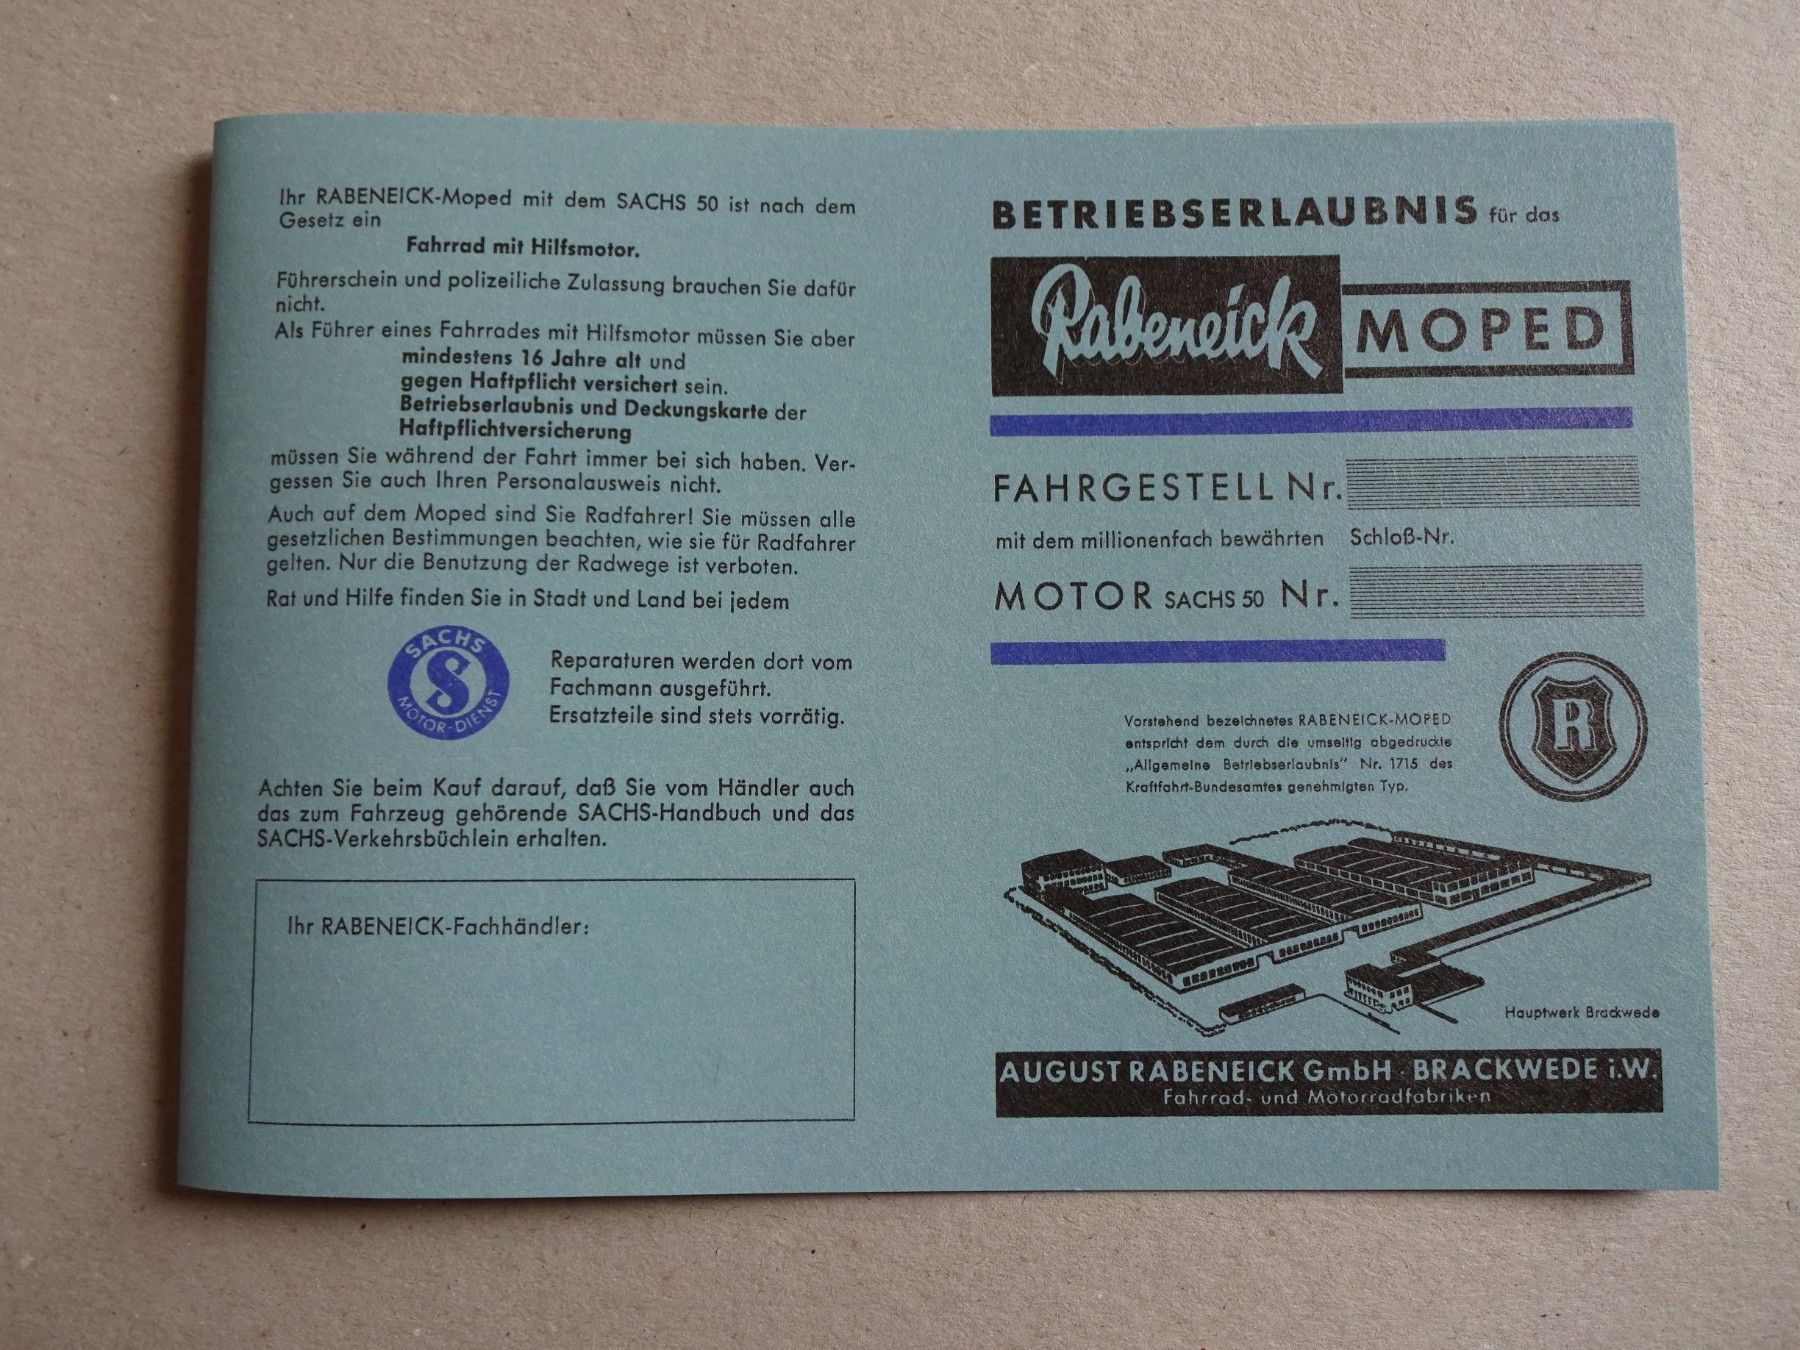 Ihr RABENEICK-Moped mit dem SACHS 50 ist nach dem
Gesetz ein
Fahrrad mit Hilfsmotor.
Führerschein und polizeiliche Zulassung brauchen Sie dafür
nicht.
Als Führer eines Fahrrades mit Hilfsmotor müssen Sie aber
mindestens 16 Jahre alt und
gegen Haftpflicht versichert sein.
Betriebserlaubnis und Deckungskarte der
Haftpflichtversicherung
müssen Sie während der Fahrt immer bei sich haben. Ver-
gessen Sie auch Ihren Personalausweis nicht.
Auch auf dem Moped sind Sie Radfahrer! Sie müssen alle
gesetzlichen Bestimmungen beachten, wie sie für Radfahrer
gelten. Nur die Benutzung der Radwege ist verboten.
Rat und Hilfe finden Sie in Stadt und Land bei jedem
SACHS
S
MOTOR-DIENST
Reparaturen werden dort vom
Fachmann ausgeführt.
Ersatzteile sind stets vorrätig.
Achten Sie beim Kauf darauf, daß Sie vom Händler auch
das zum Fahrzeug gehörende SACHS-Handbuch und das
SACHS-Verkehrsbüchlein erhalten.
Ihr RABENEICK-Fachhändler:
BETRIEBSERLAUBNIS für das
Rabeneick MOPED
FAHRGESTELL Nr.
mit dem millionenfach bewährten Schloß-Nr.
MOTOR SACHS 50 Nr.
Vorstehend bezeichnetes RABENEICK-MOPED
entspricht dem durch die umseitig abgedruckte
„Allgemeine Betriebserlaubnis" Nr. 1715 des
Kraftfahrt-Bundesamtes genehmigten Typ.
R
Hauptwerk Brackwede
AUGUST RABENEICK GmbH · BRACKWEDE i.W.
Fahrrad- und Motorradfabriken